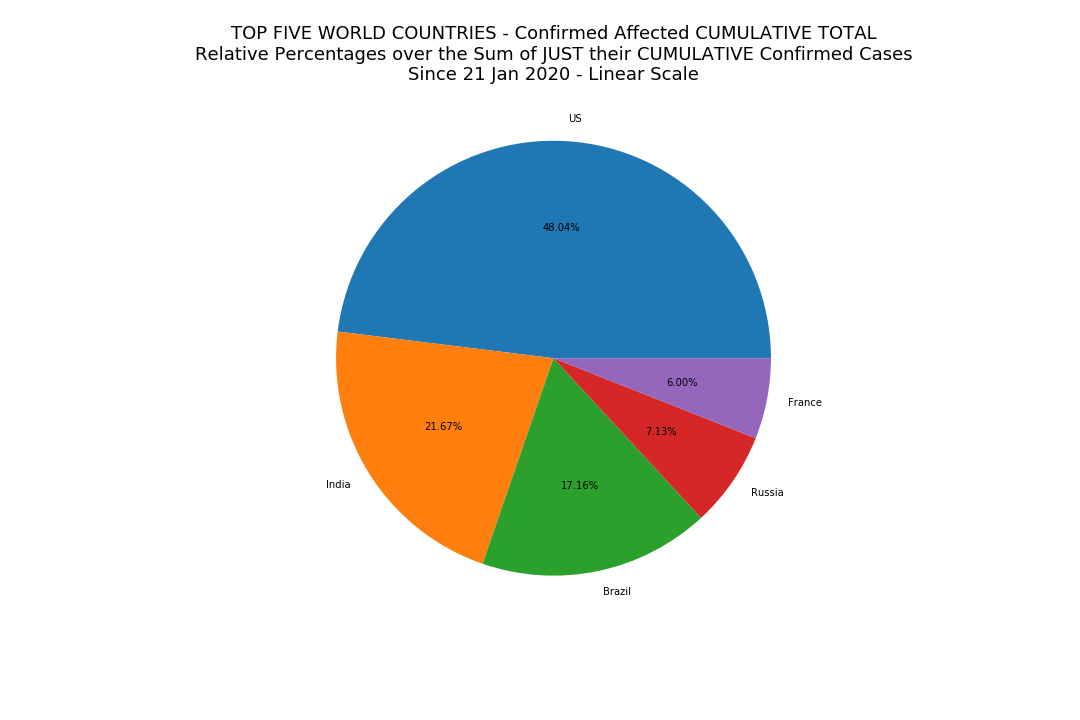 TOP FIVE WORLD COUNTRIES - Confirmed Affected CUMULATIVE TOTAL
Relative Percentages over the Sum of JUST their CUMULATIVE Confirmed Cases
Since 21 Jan 2020 - Linear Scale
US
48.04%
6.00%
France
21.67%
7.13%
India
17.16%
Russia
Brazil